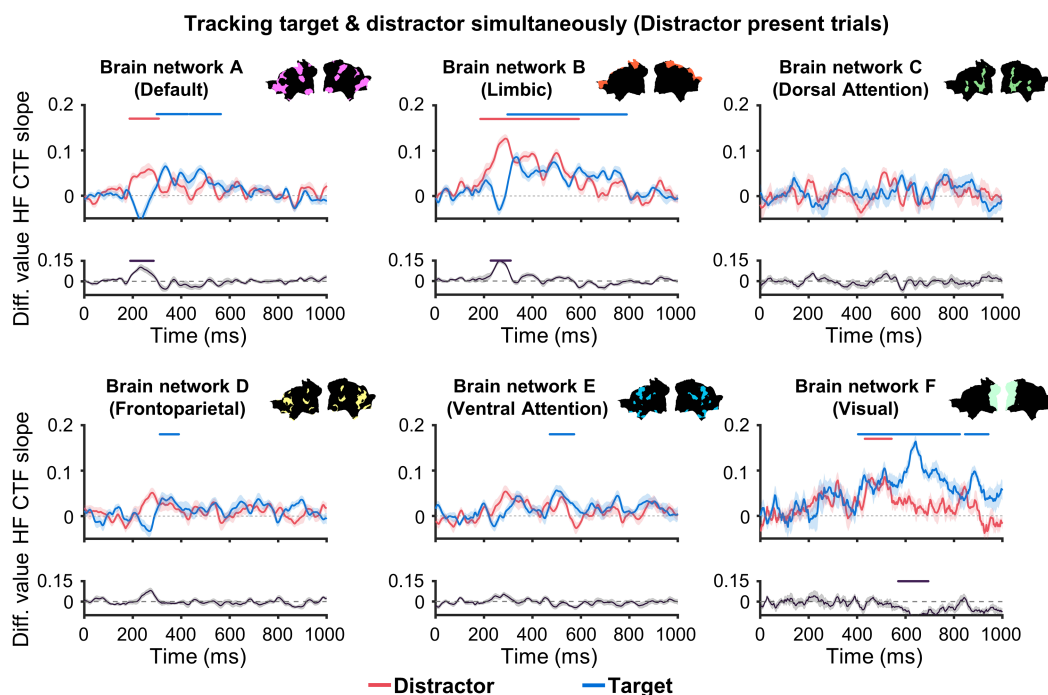 Tracking target & distractor simultaneously (Distractor present trials)
Brain network A
(Default)
Brain network B
(Limbic)
Brain network C
(Dorsal Attention)
HF CTF slope
0.2
0.1
0
0.2
0.1
0
0.2
0.1
0
Diff. value
0.15
0
0.15
0
0.15
0
0 200 400 600 800 1000
0 200 400 600 800 1000
0 200 400 600 800 1000
Time (ms)
Time (ms)
Time (ms)
Brain network D
(Frontoparietal)
Brain network E
(Ventral Attention)
Brain network F
(Visual)
HF CTF slope
0.2
0.1
0
0.2
0.1
0
0.2
0.1
0
Diff. value
0.15
0
0.15
0
0.15
0
0 200 400 600 800 1000
0 200 400 600 800 1000
0 200 400 600 800 1000
Time (ms)
Time (ms)
Time (ms)
Distractor
Target